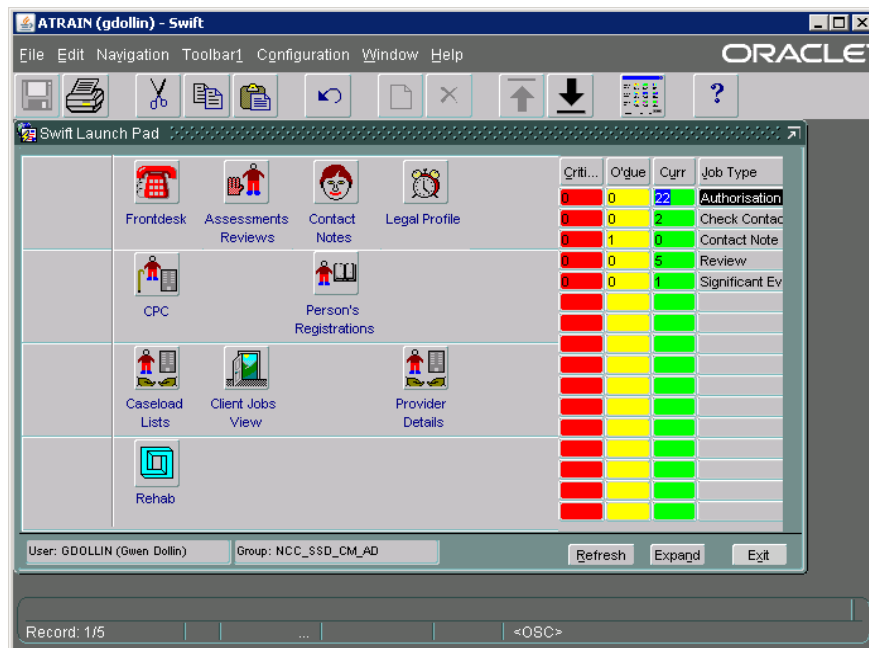 ATRAIN (gdollin) - Swift
File Edit Navigation Toolbar1 Configuration Window Help
ORACLE
?
Swift Launch Pad
Criti... O'due Curr Job Type
0 0 22 Authorisation
0 0 2 Check Contac
0 1 0 Contact Note
0 0 5 Review
0 0 1 Significant Ev
Frontdesk Assessments Reviews Contact Notes Legal Profile
CPC Person's Registrations
Caseload Lists Client Jobs View Provider Details
Rehab
User: GDOLLIN (Gwen Dollin) Group: NCC_SSD_CM_AD
Refresh Expand Exit
Record: 1/5 ... <OSC>